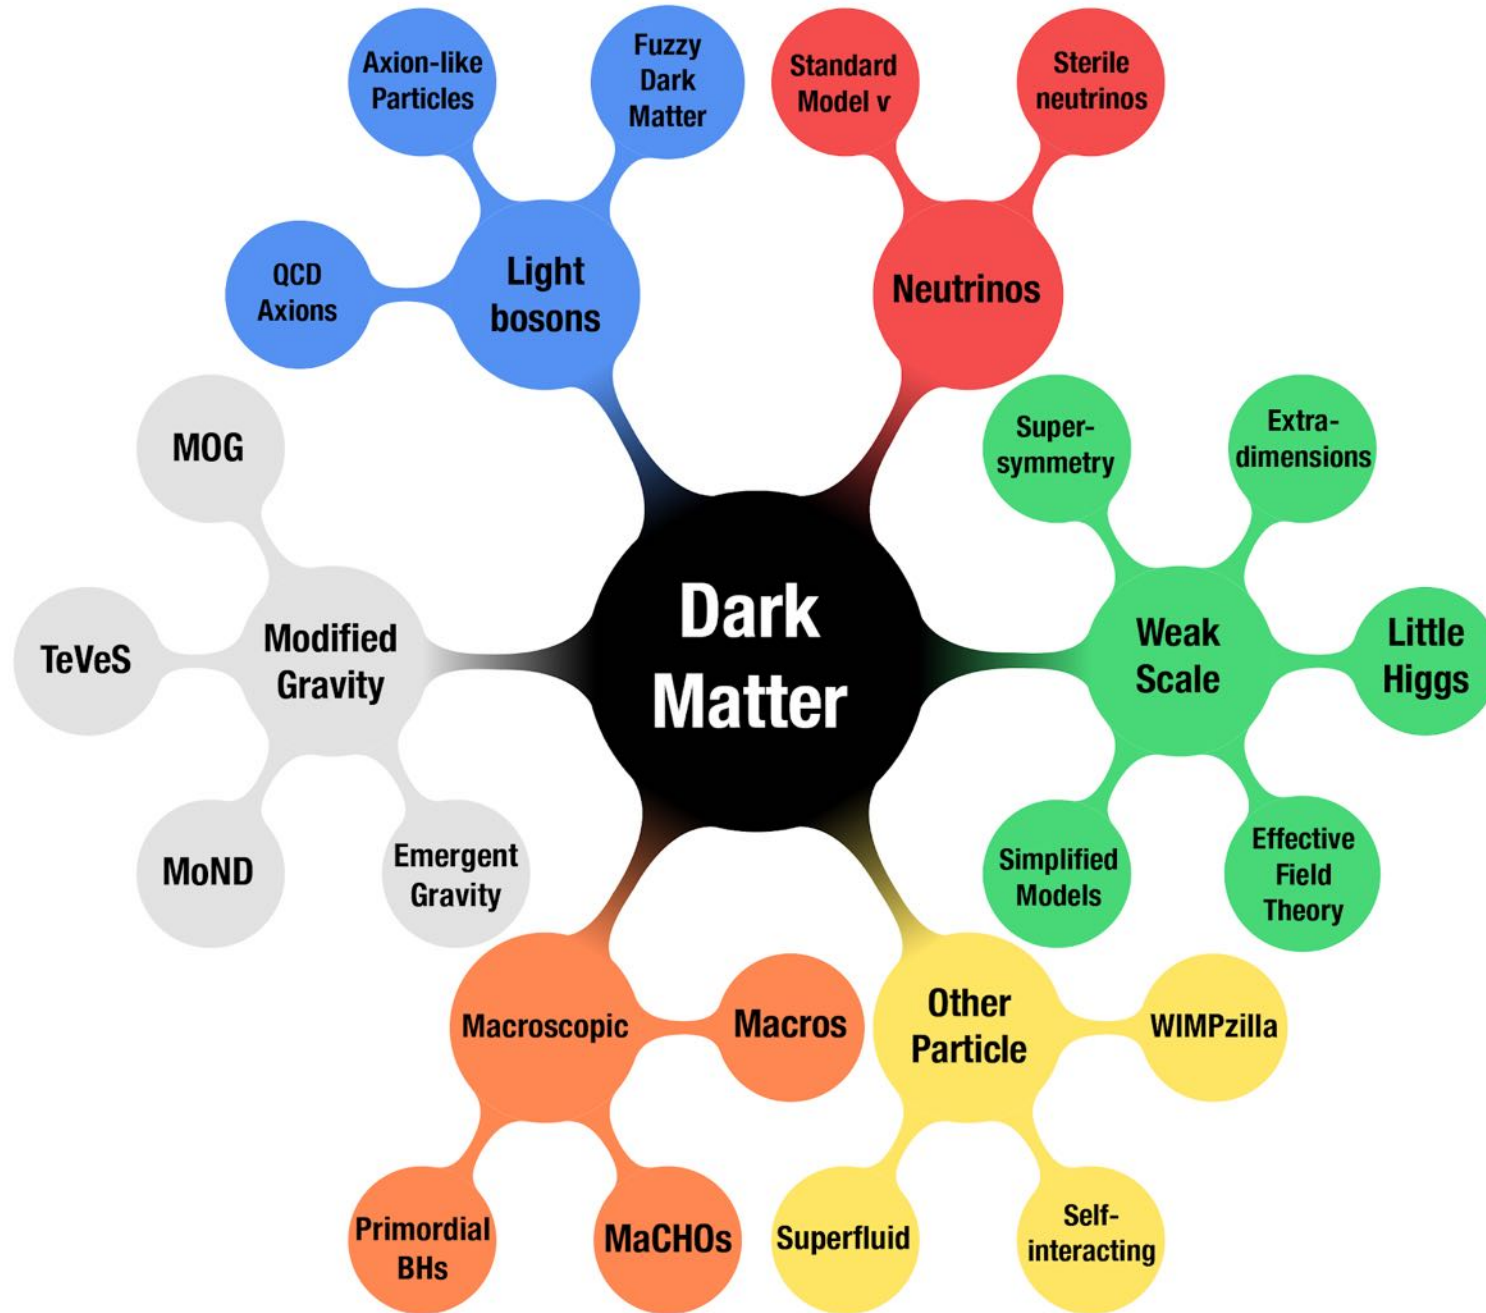 Axion-like
Particles
Fuzzy
Dark
Matter
Standard
Model ν
Sterile
neutrinos
QCD
Axions
Light
bosons
Neutrinos
MOG
Super-
symmetry
Extra-
dimensions
TeVeS
Modified
Gravity
Dark
Matter
Weak
Scale
Little
Higgs
MoND
Emergent
Gravity
Simplified
Models
Effective
Field
Theory
Macroscopic
Macros
Other
Particle
WIMPzilla
Primordial
BHs
MaCHOs
Superfluid
Self-
interacting